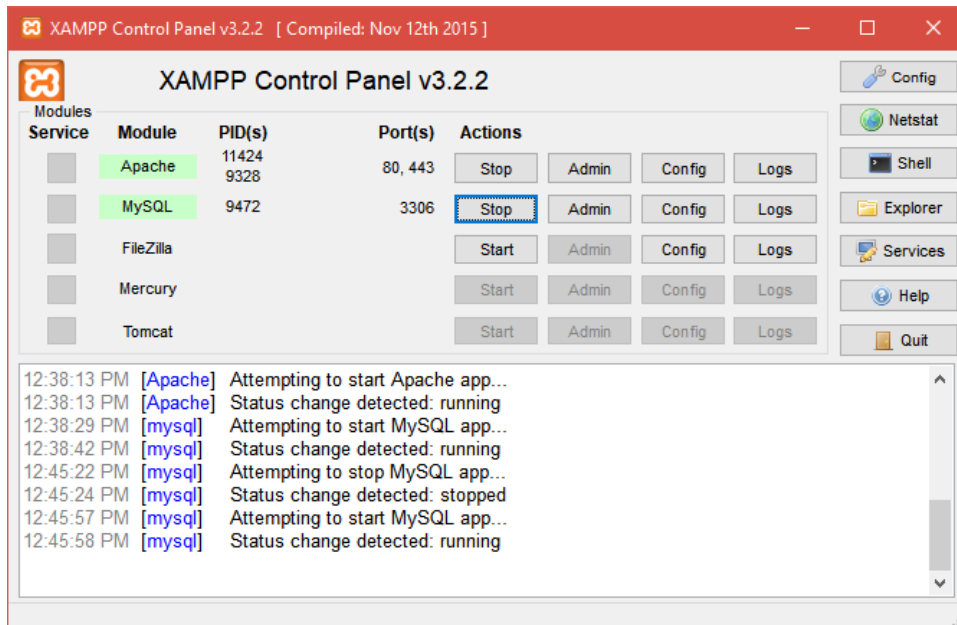 XAMPP Control Panel v3.2.2 [ Compiled: Nov 12th 2015 ]
XAMPP Control Panel v3.2.2
Config
Modules
Service Module PID(s) Port(s) Actions
Netstat
Apache 11424 9328 80, 443 Stop Admin Config Logs
Shell
MySQL 9472 3306 Stop Admin Config Logs
Explorer
FileZilla Start Admin Config Logs
Services
Mercury Start Admin Config Logs
Help
Tomcat Start Admin Config Logs
Quit
12:38:13 PM [Apache] Attempting to start Apache app...
12:38:13 PM [Apache] Status change detected: running
12:38:29 PM [mysql] Attempting to start MySQL app...
12:38:42 PM [mysql] Status change detected: running
12:45:22 PM [mysql] Attempting to stop MySQL app...
12:45:24 PM [mysql] Status change detected: stopped
12:45:57 PM [mysql] Attempting to start MySQL app...
12:45:58 PM [mysql] Status change detected: running